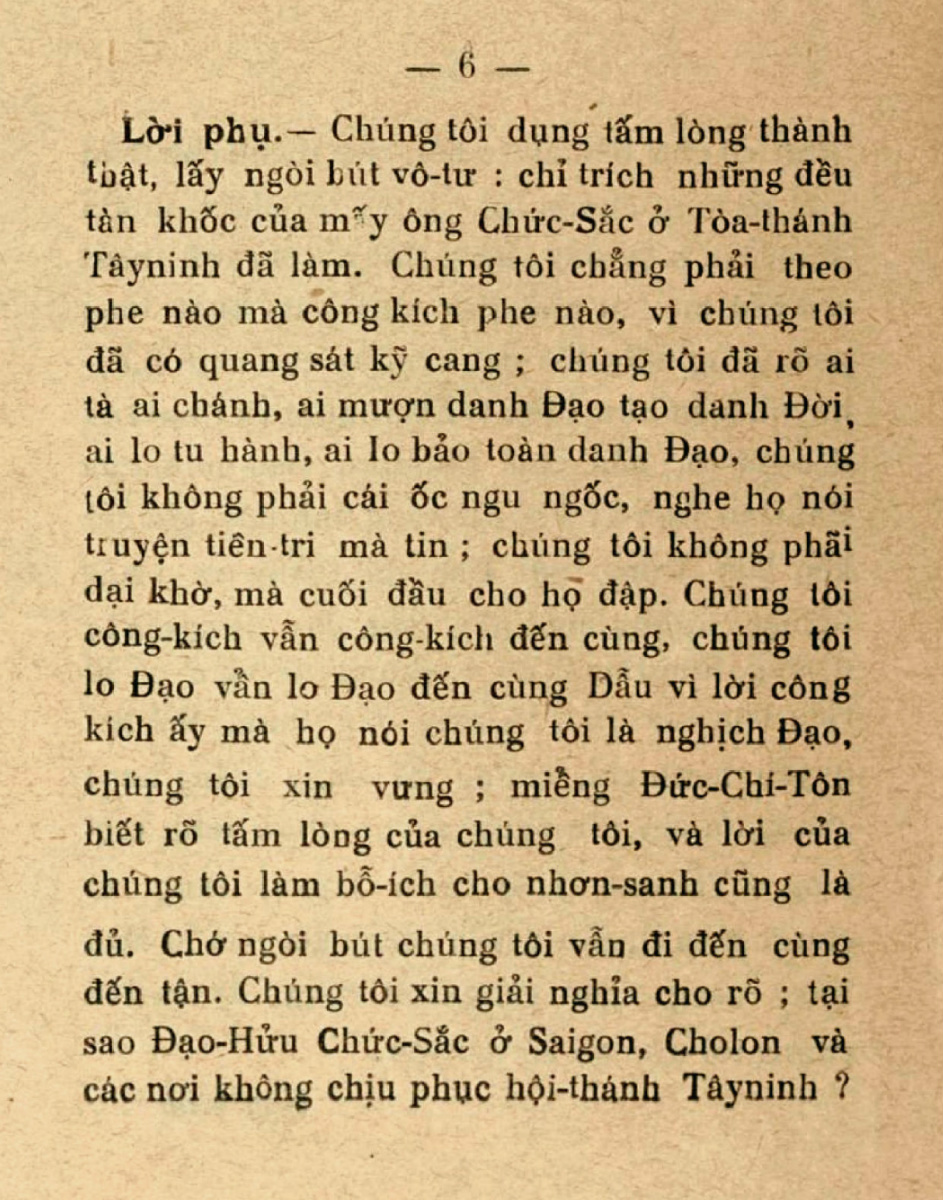 — 6 —
Lời phụ.— Chúng tôi dụng tấm lòng thành
thật, lấy ngòi bút vô-tư : chỉ trích những đều
tàn khốc của mấy ông Chức-Sắc ở Tòa-thánh
Tâyninh đã làm. Chúng tôi chẳng phải theo
phe nào mà công kích phe nào, vì chúng tôi
đã có quang sát kỹ cang ; chúng tôi đã rõ ai
tà ai chánh, ai mượn danh Đạo tạo danh Đời,
ai lo tu hành, ai lo bảo toàn danh Đạo, chúng
tôi không phải cái ốc ngu ngốc, nghe họ nói
truyện tiên-tri mà tin ; chúng tôi không phãi
dại khờ, mà cuối đầu cho họ đập. Chúng tôi
công-kích vẫn công-kích đến cùng, chúng tôi
lo Đạo vẩn lo Đạo đến cùng Dẫu vì lời công
kích ấy mà họ nói chúng tôi là nghịch Đạo,
chúng tôi xin vưng ; miềng Đức-Chí-Tôn
biết rõ tấm lòng của chúng tôi, và lời của
chúng tôi làm bỗ-ích cho nhơn-sanh cũng là
đủ. Chớ ngòi bút chúng tôi vẫn đi đến cùng
đến tận. Chúng tôi xin giải nghỉa cho rõ ; tại
sao Đạo-Hửu Chức-Sắc ở Saigon, Cholon và
các nơi không chịu phục hội-thánh Tâyninh ?